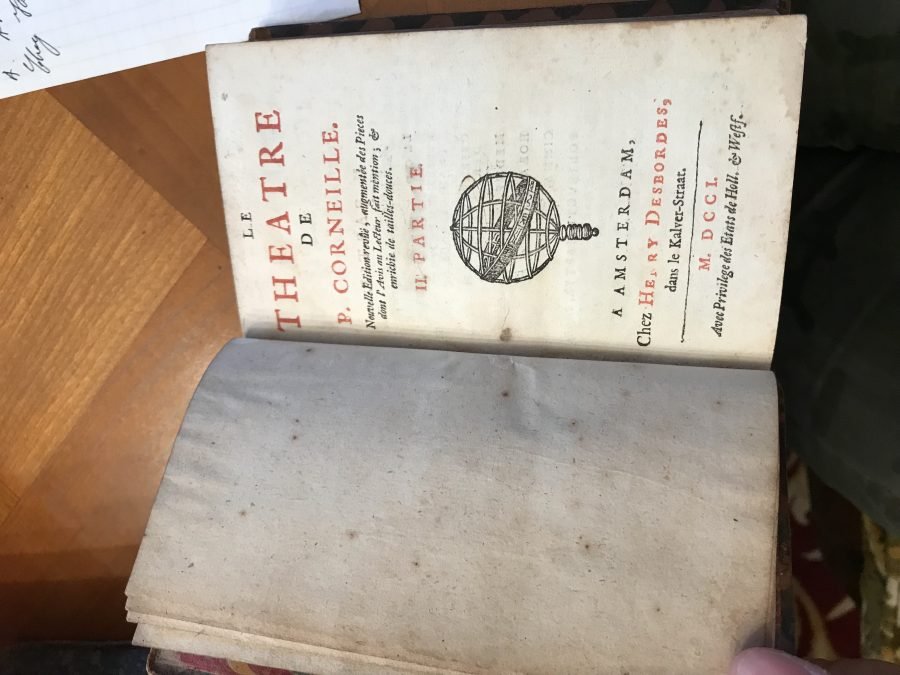 LE
THEATRE
DE
P. CORNEILLE.
Nouvelle Edition revûë, augmentée des Pieces
dont l'Avis au Lecteur fait mention; &
enrichie de tailles-douces.
II. PARTIE.
A AMSTERDAM,
Chez HENRY DESBORDES,
dans le Kalver-Straat.
M. DCCI.
Avec Privilege des Etats de Holl. & Westf.